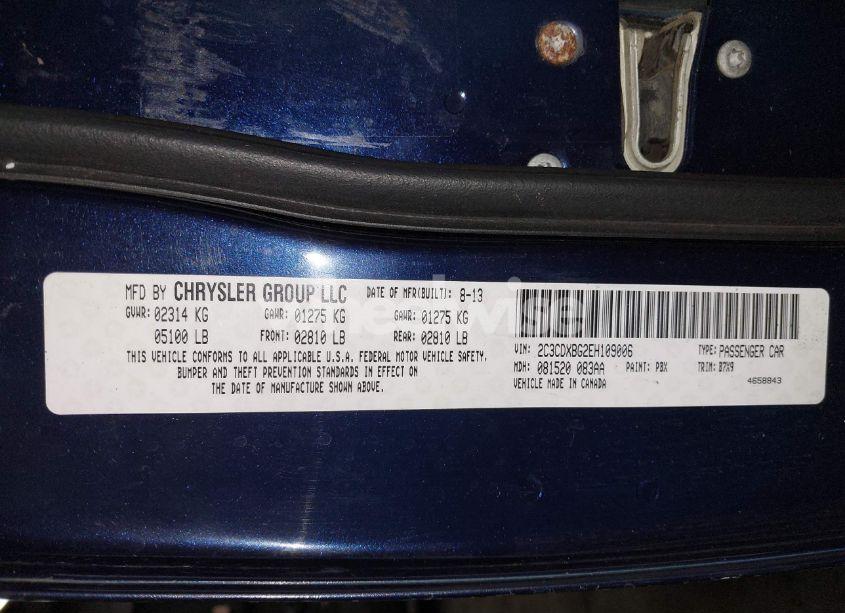 MFD BY CHRYSLER GROUP LLC DATE OF MFR(BUILT): 8-13
GVWR: 02314 KG GAWR: 01275 KG GAWR: 01275 KG
05100 LB FRONT: 02810 LB REAR: 02810 LB
THIS VEHICLE CONFORMS TO ALL APPLICABLE U.S.A. FEDERAL MOTOR VEHICLE SAFETY,
BUMPER AND THEFT PREVENTION STANDARDS IN EFFECT ON
THE DATE OF MANUFACTURE SHOWN ABOVE.
VIN: 2C3CDXBG2EH109006 TYPE: PASSENGER CAR
MDH: 081520 083AA PAINT: PBX TRIM: B7X9
VEHICLE MADE IN CANADA 4658843